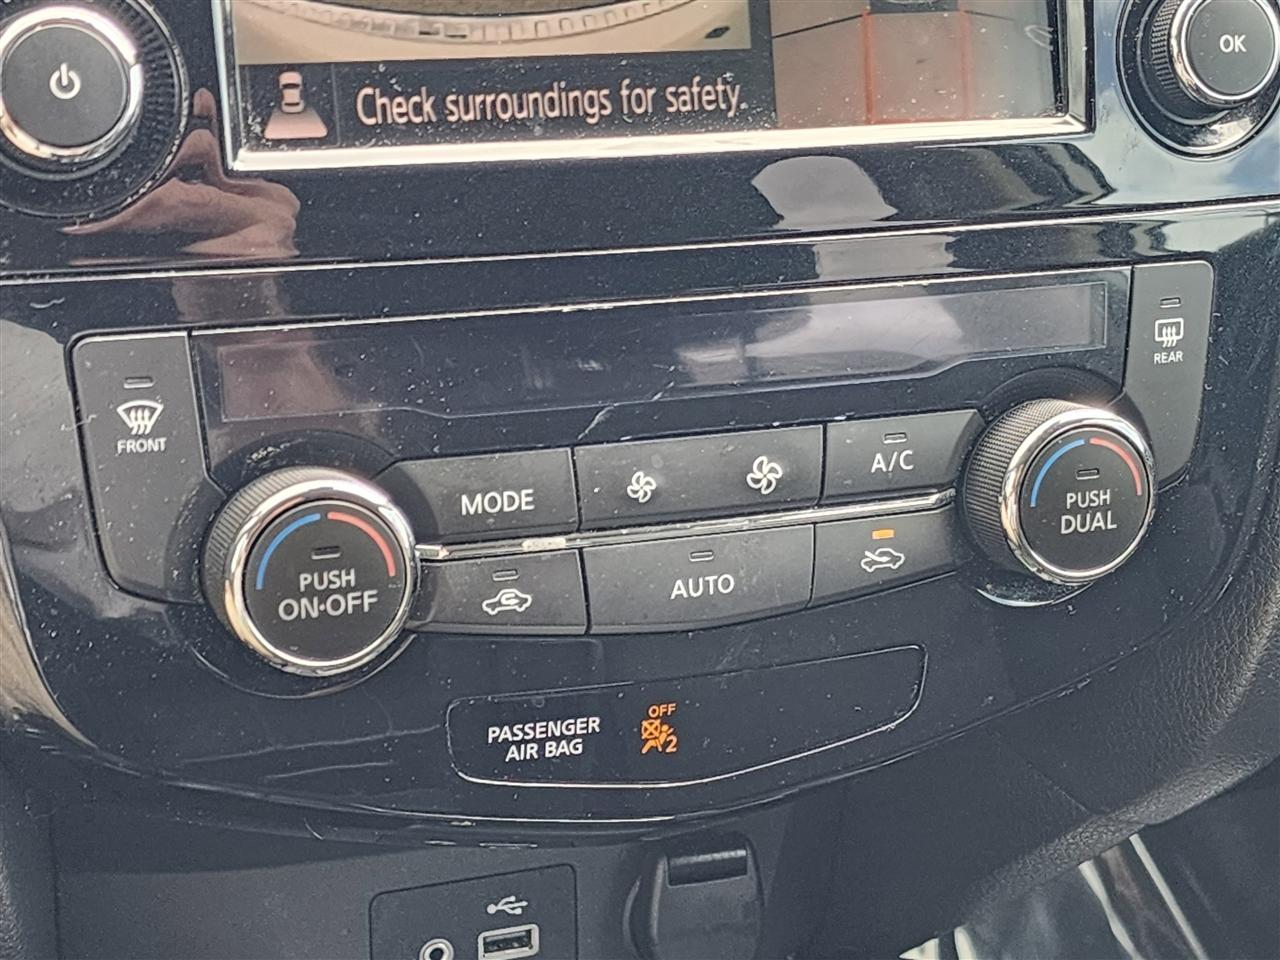 OK
Check surroundings for safety.
REAR
FRONT
MODE
A/C
PUSH
DUAL
PUSH
ON•OFF
AUTO
PASSENGER
AIR BAG
OFF
2